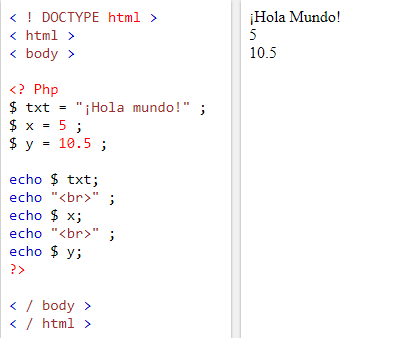 < ! DOCTYPE html >
< html >
< body >
<? Php
$ txt = "¡Hola mundo!" ;
$ x = 5 ;
$ y = 10.5 ;
echo $ txt;
echo "<br>" ;
echo $ x;
echo "<br>" ;
echo $ y;
?>
< / body >
< / html >
¡Hola Mundo!
5
10.5